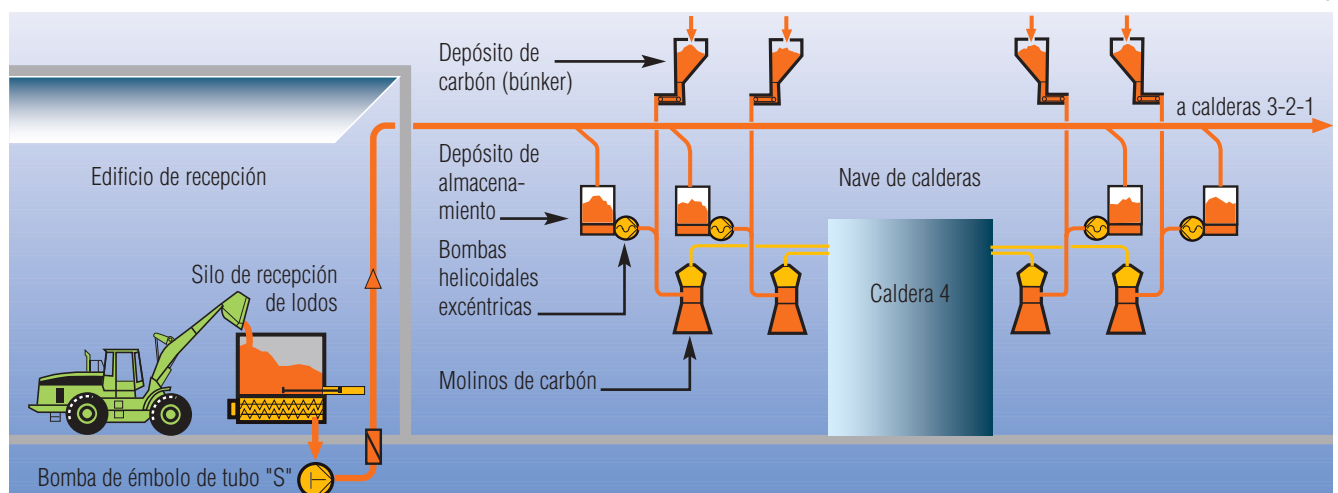 Depósito de
carbón (búnker)
a calderas 3-2-1
Edificio de recepción
Depósito de
almacena-
miento
Nave de calderas
Silo de recepción
de lodos
Bombas
helicoidales
excéntricas
Caldera 4
Molinos de carbón
Bomba de émbolo de tubo "S"